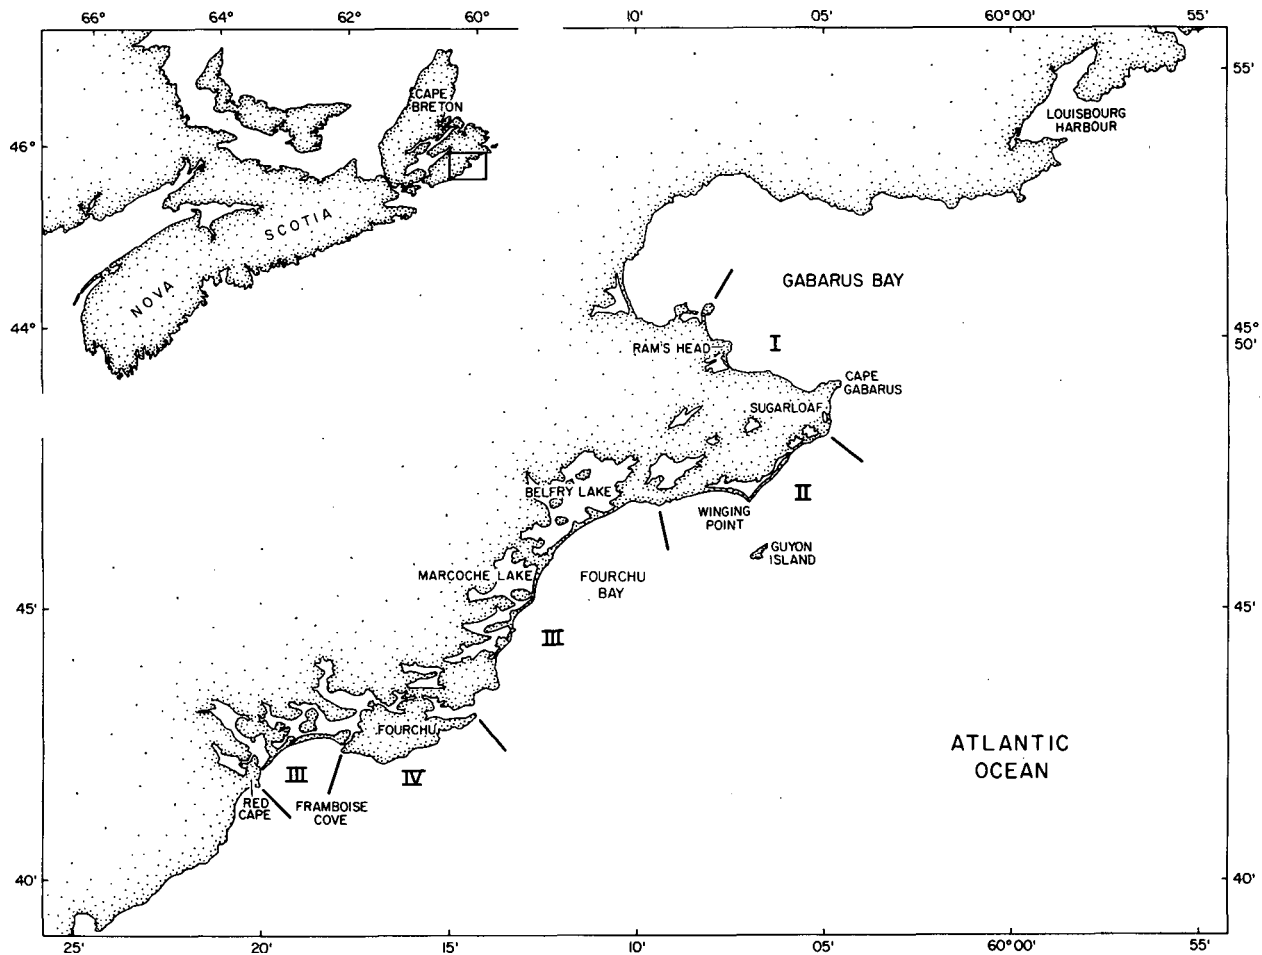 66° 64° 62° 60° 10' 05' 60° 00' 55'
55'
CAPE
BRETON
LOUISBOURG
HARBOUR
46°
SCOTIA
NOVA
GABARUS BAY
44°
45°
50'
RAM'S HEAD
I
CAPE
GABARUS
SUGARLOAF
BELFRY LAKE
II
WINGING
POINT
GUYON
ISLAND
MARCOCHE LAKE
FOURCHU
BAY
45'
45'
III
FOURCHU
ATLANTIC
OCEAN
III
IV
RED
CAPE
FRAMBOISE
COVE
40'
40'
25' 20' 15' 10' 05' 60° 00' 55'